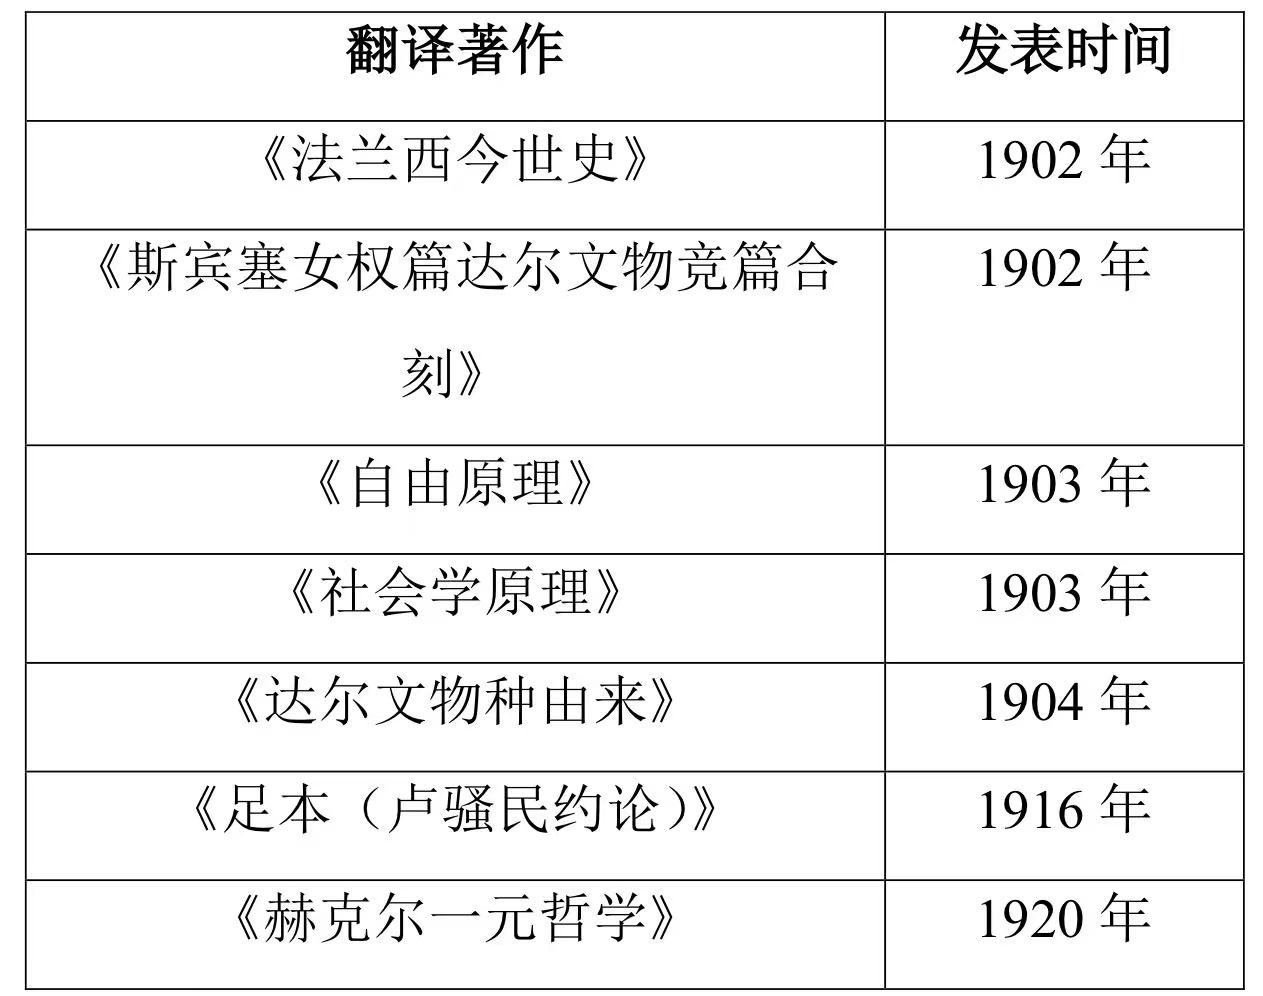 翻译著作 发表时间
《法兰西今世史》 1902 年
《斯宾塞女权篇达尔文物竞篇合 1902 年
刻》
《自由原理》 1903 年
《社会学原理》 1903 年
《达尔文物种由来》 1904 年
《足本（卢骚民约论）》 1916 年
《赫克尔一元哲学》 1920 年